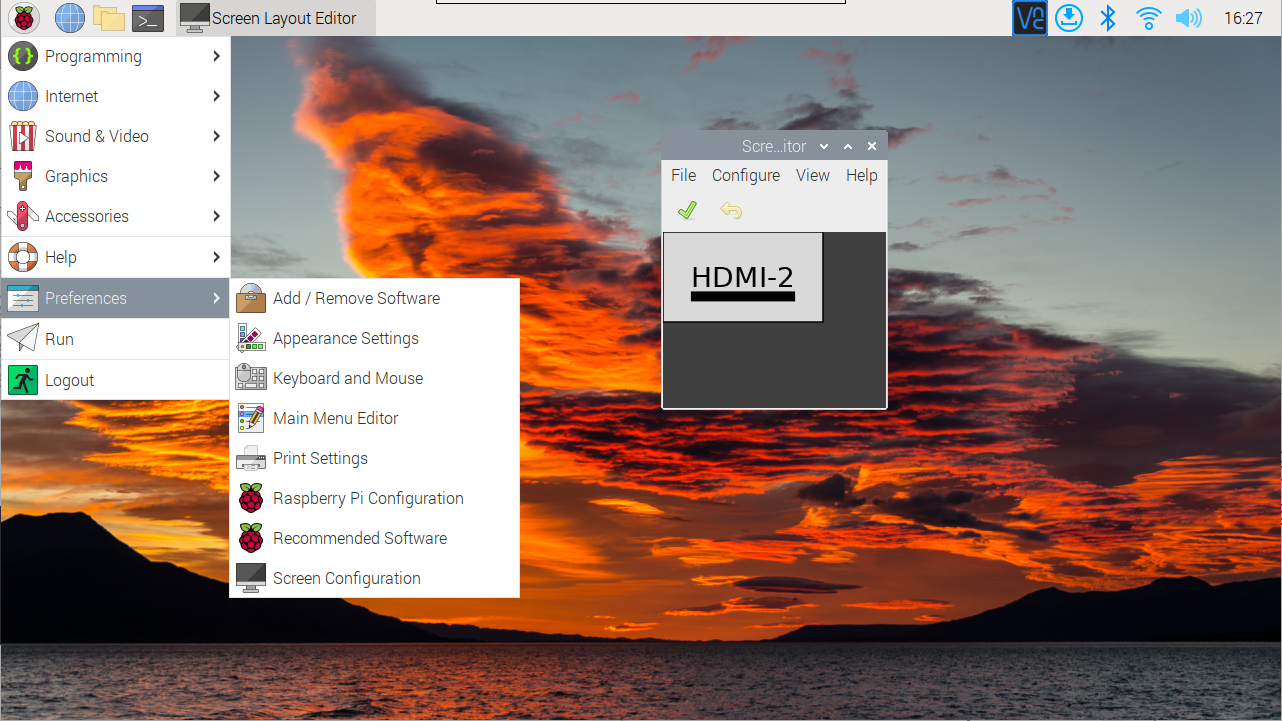 Screen Layout Editor
16:27
Programming
Internet
Sound & Video
Graphics
Accessories
Help
Preferences
Run
Logout
Add / Remove Software
Appearance Settings
Keyboard and Mouse
Main Menu Editor
Print Settings
Raspberry Pi Configuration
Recommended Software
Screen Configuration
Scre...itor
File Configure View Help
HDMI-2